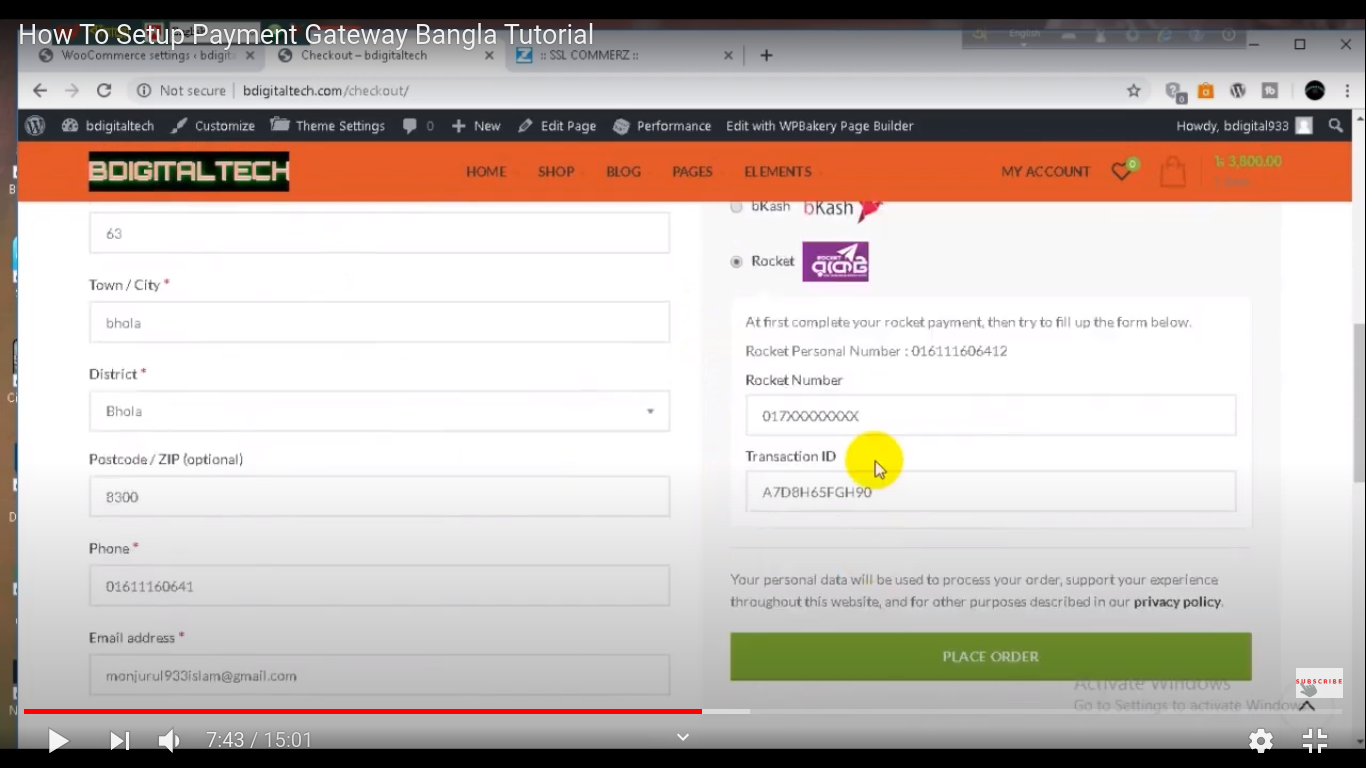 How To Setup Payment Gateway Bangla Tutorial
WooCommerce settings ‹ bdigit
Checkout – bdigitaltech
:: SSL COMMERZ ::
Not secure | bdigitaltech.com/checkout/
bdigitaltech Customize Theme Settings 0 New Edit Page Performance Edit with WPBakery Page Builder Howdy, bdigital933
BDIGITALTECH HOME SHOP BLOG PAGES ELEMENTS MY ACCOUNT 0 ৳ 3,800.00
63
Town / City *
bhola
District *
Bhola
Postcode / ZIP (optional)
8300
Phone *
01611160641
Email address *
monjurul933islam@gmail.com
bKash bKash
Rocket ROCKET রকেট
At first complete your rocket payment, then try to fill up the form below.
Rocket Personal Number : 016111606412
Rocket Number
017XXXXXXXX
Transaction ID
A7D8H65FGH90
Your personal data will be used to process your order, support your experience
throughout this website, and for other purposes described in our privacy policy.
PLACE ORDER
Activate Windows
Go to Settings to activate Windows.
SUBSCRIBE
7:43 / 15:01